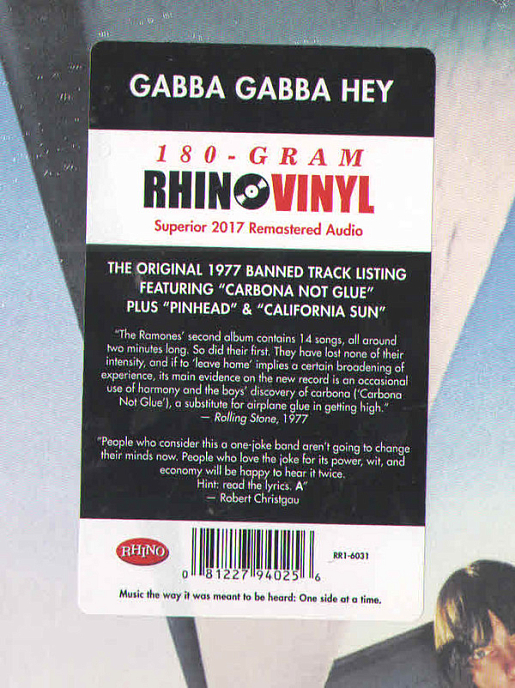 GABBA GABBA HEY
180-GRAM
RHINOVINYL
Superior 2017 Remastered Audio
THE ORIGINAL 1977 BANNED TRACK LISTING
FEATURING “CARBONA NOT GLUE”
PLUS “PINHEAD” & “CALIFORNIA SUN”
“The Ramones’ second album contains 14 songs, all around
two minutes long. So did their first. They have lost none of their
intensity, and if to ‘leave home’ implies a certain broadening of
experience, its main evidence on the new record is an occasional
use of harmony and the boys’ discovery of carbona (‘Carbona
Not Glue’), a substitute for airplane glue in getting high.”
— Rolling Stone, 1977
“People who consider this a one-joke band aren’t going to change
their minds now. People who love the joke for its power, wit, and
economy will be happy to hear it twice.
Hint: read the lyrics. A”
— Robert Christgau
RHINO
RR1-6031
0 81227 94025 6
Music the way it was meant to be heard: One side at a time.